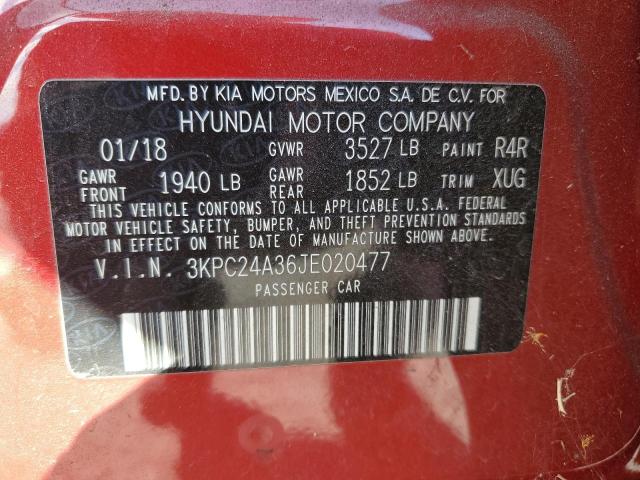 MFD. BY KIA MOTORS MEXICO S.A. DE C.V. FOR
HYUNDAI MOTOR COMPANY
01/18 GVWR 3527 LB PAINT R4R
GAWR FRONT 1940 LB GAWR REAR 1852 LB TRIM XUG
THIS VEHICLE CONFORMS TO ALL APPLICABLE U.S.A. FEDERAL
MOTOR VEHICLE SAFETY, BUMPER, AND THEFT PREVENTION STANDARDS
IN EFFECT ON THE DATE OF MANUFACTURE SHOWN ABOVE.
V.I.N. 3KPC24A36JE020477
PASSENGER CAR